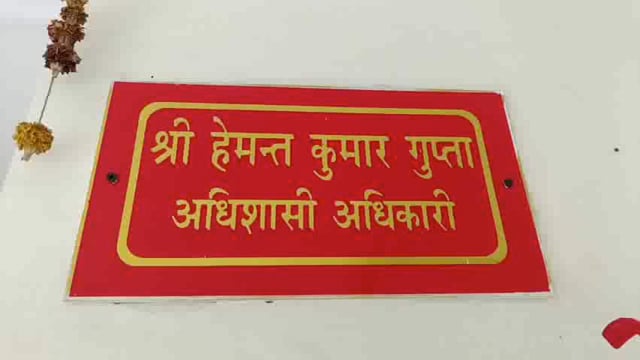 श्री हेमन्त कुमार गुप्ता
अधिशासी अधिकारी